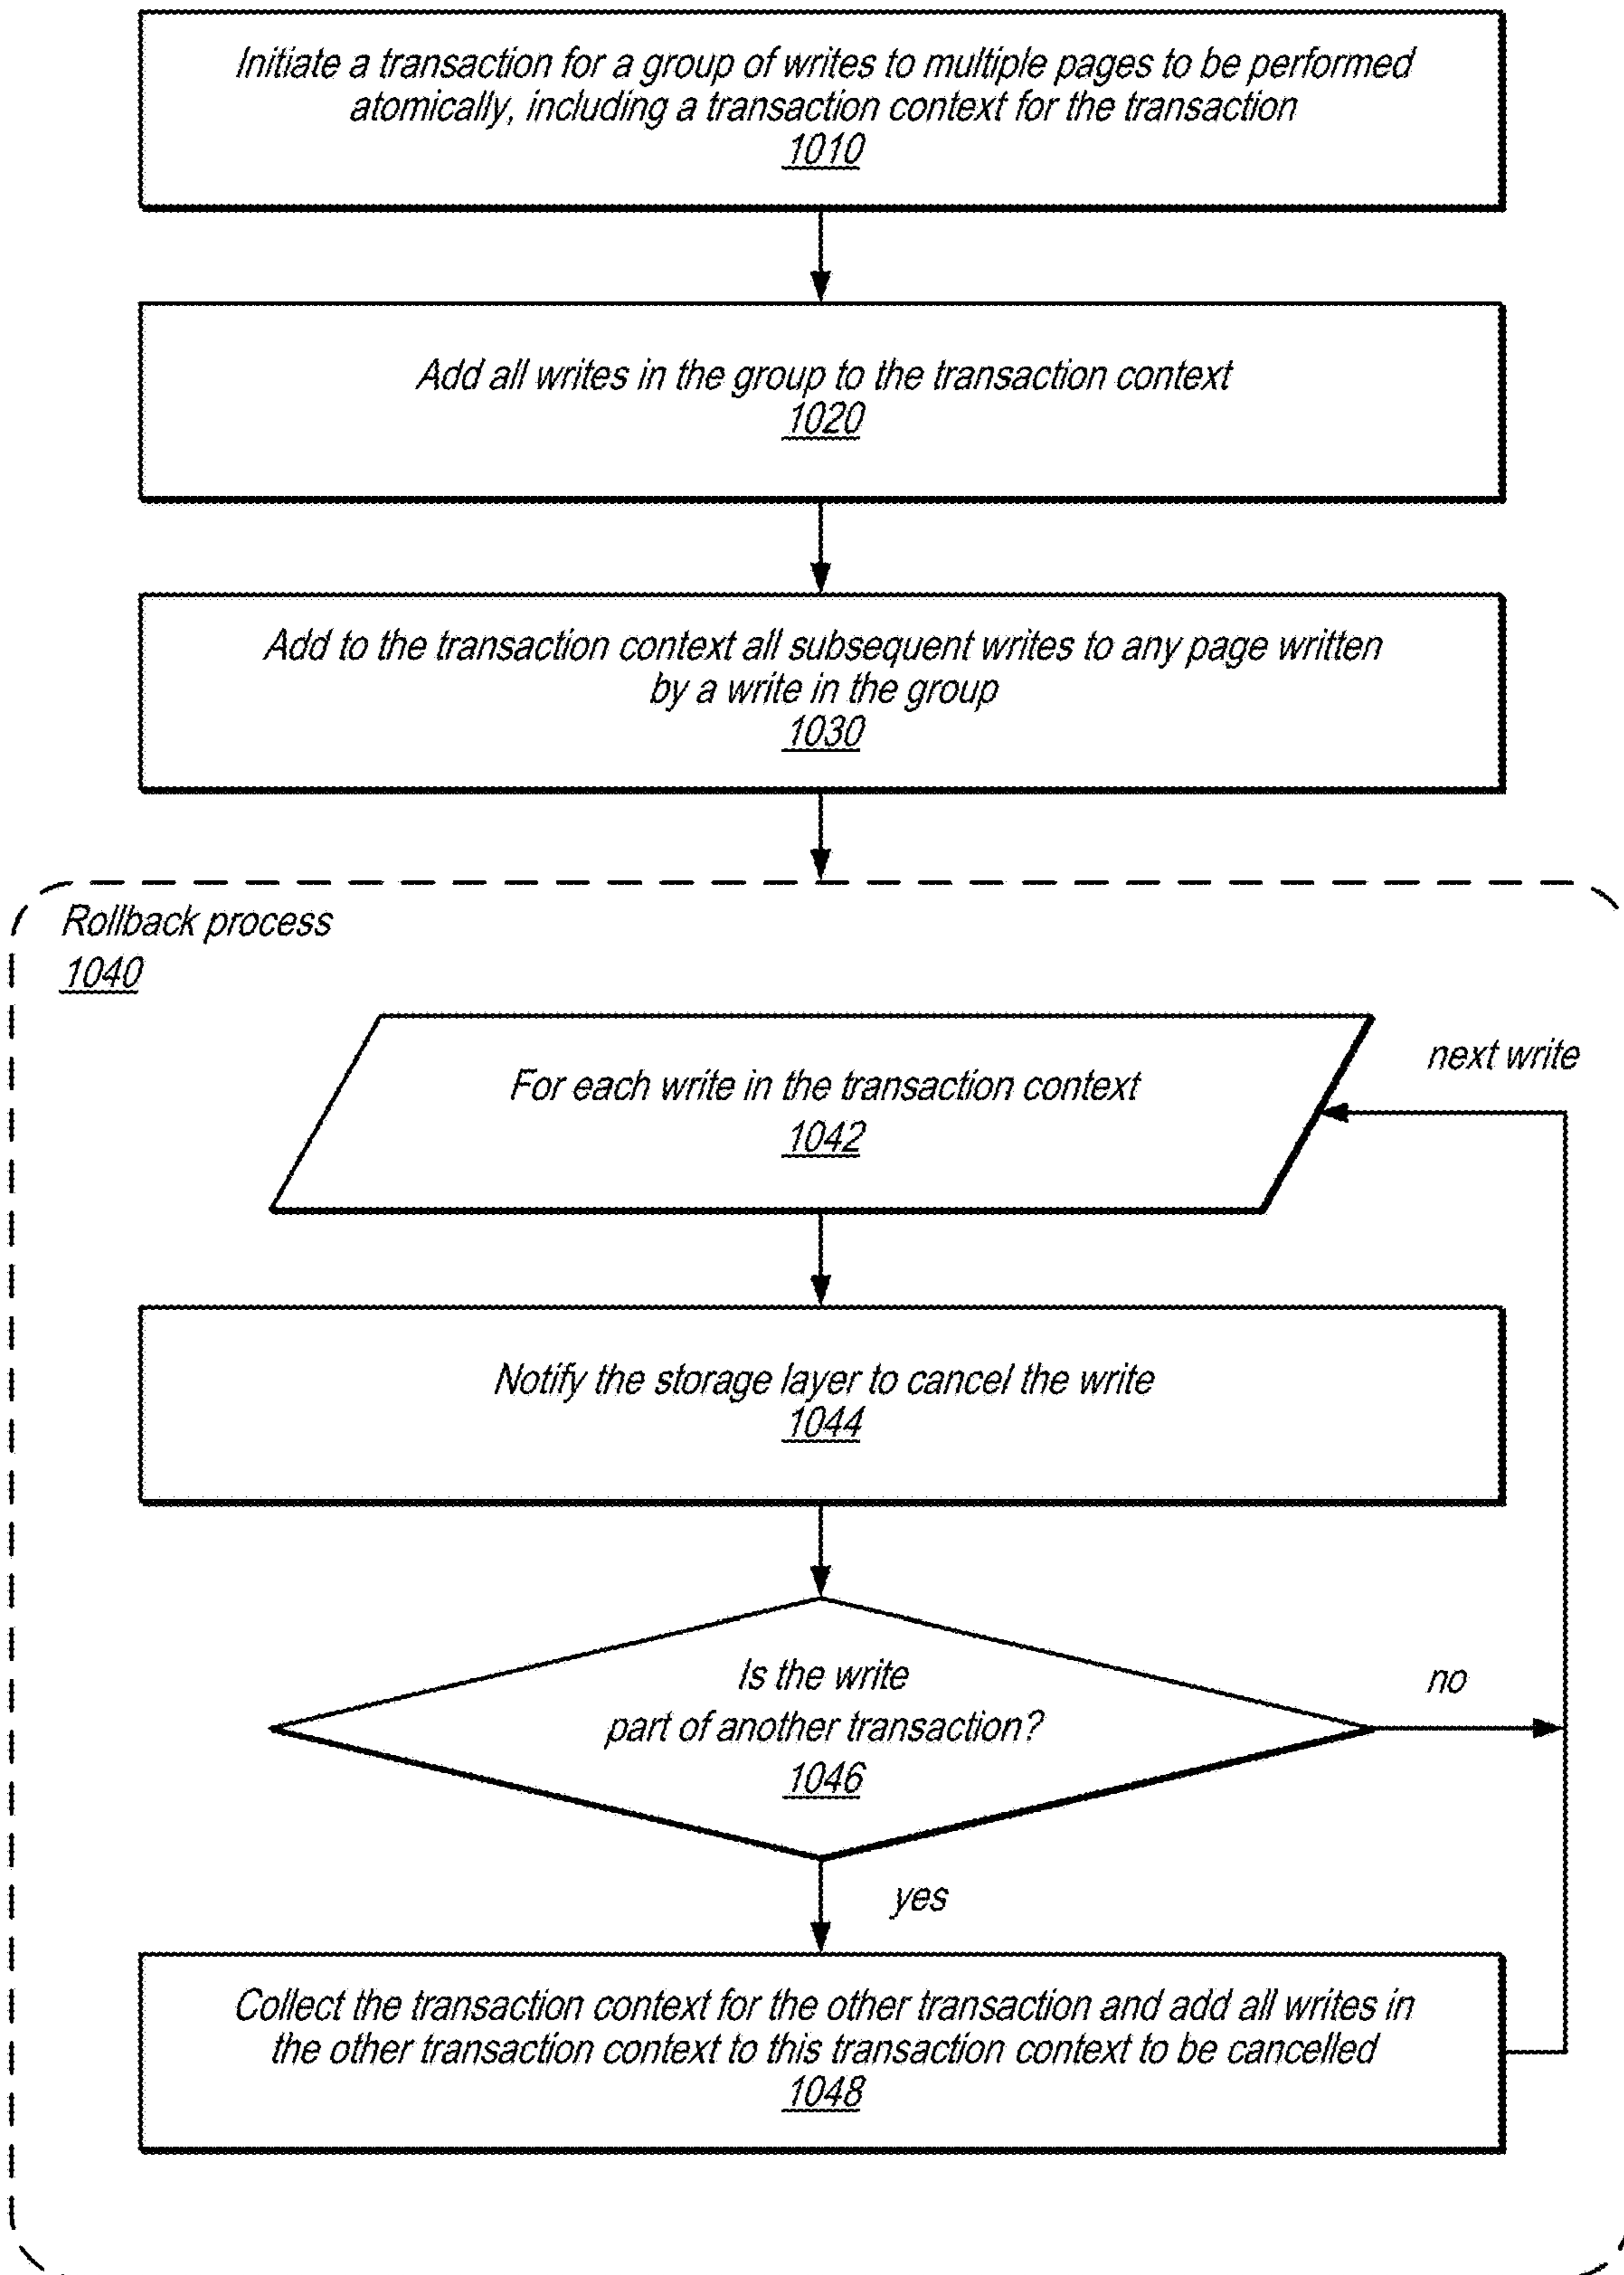 Initiate a transaction for a group of writes to multiple pages to be performed
atomically, including a transaction context for the transaction
1010
Add all writes in the group to the transaction context
1020
Add to the transaction context all subsequent writes to any page written
by a write in the group
1030
Rollback process
1040
next write
For each write in the transaction context
1042
Notify the storage layer to cancel the write
1044
Is the write
part of another transaction?
1046
no
yes
Collect the transaction context for the other transaction and add all writes in
the other transaction context to this transaction context to be cancelled
1048